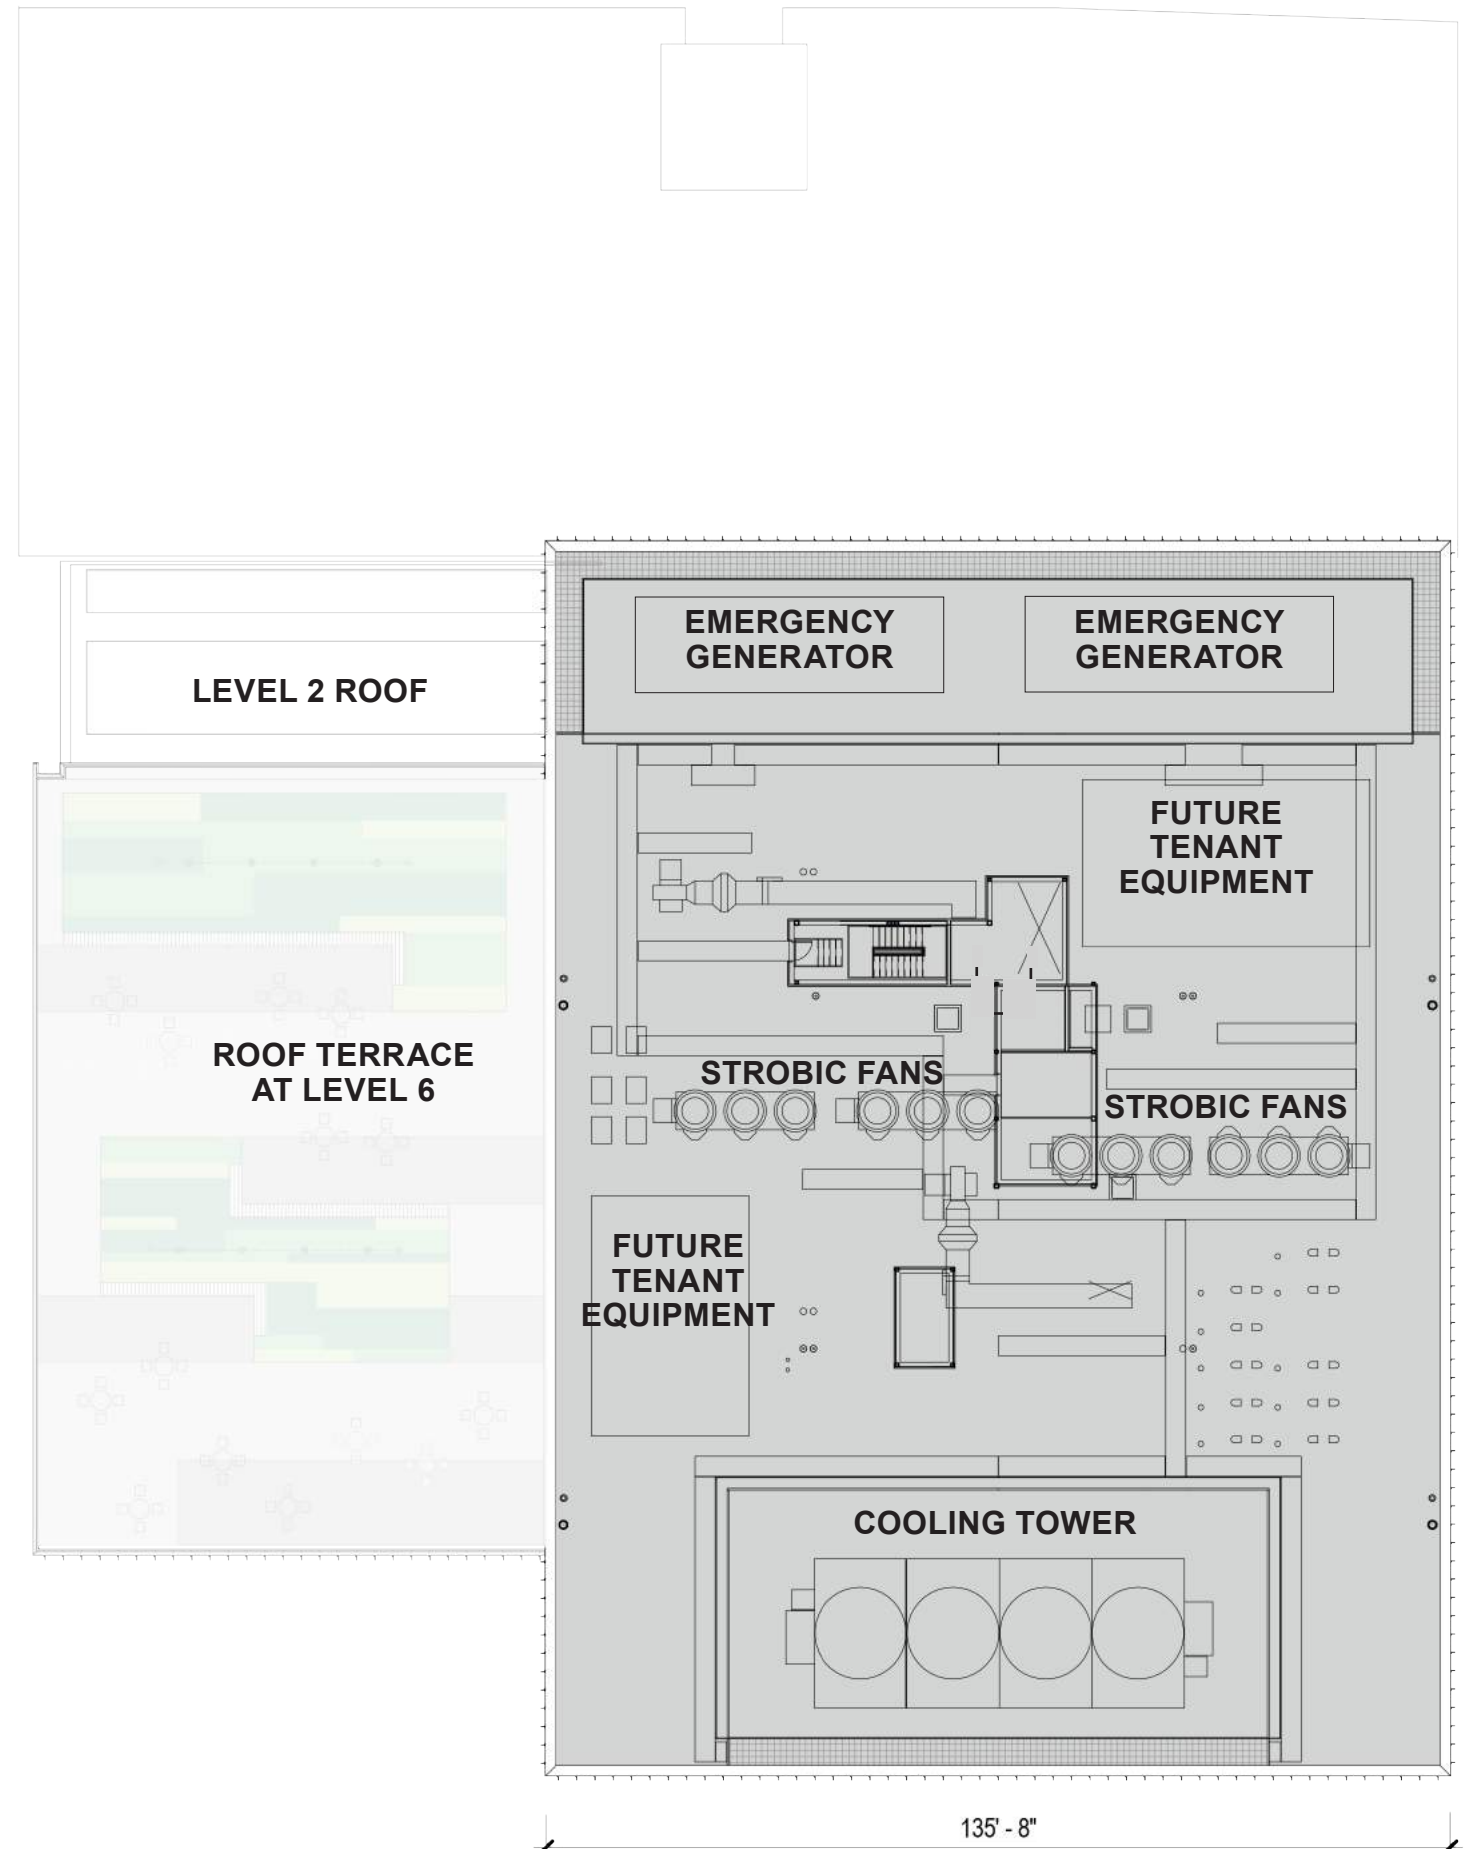 EMERGENCY
GENERATOR
EMERGENCY
GENERATOR
LEVEL 2 ROOF
FUTURE
TENANT
EQUIPMENT
ROOF TERRACE
AT LEVEL 6
STROBIC FANS
STROBIC FANS
FUTURE
TENANT
EQUIPMENT
COOLING TOWER
135' - 8"